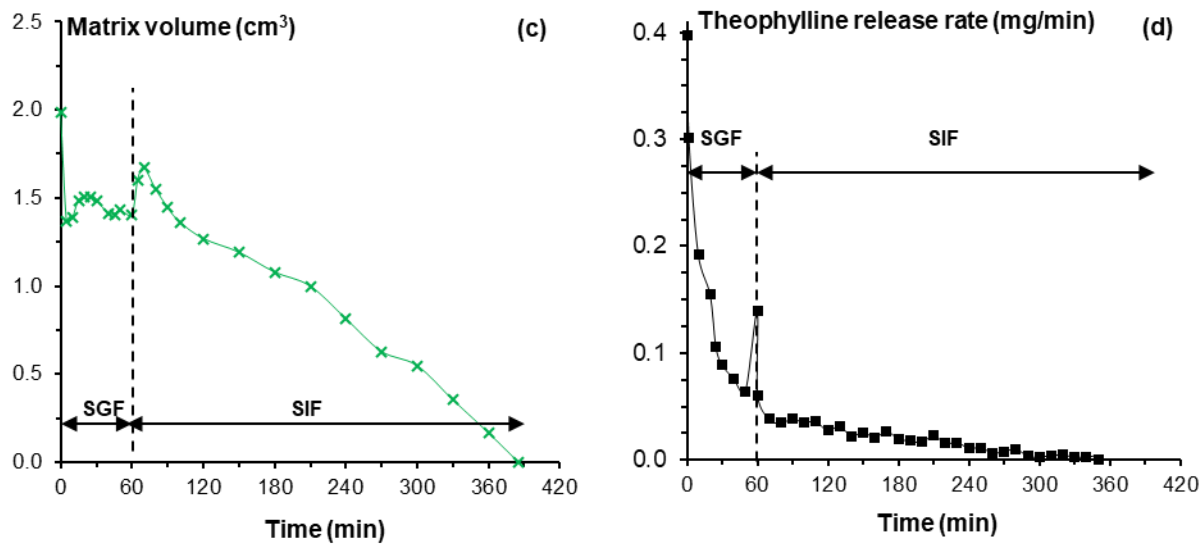 Matrix volume (cm³) (c)
2.5
2.0
1.5
1.0
0.5
0.0
SGF SIF
0 60 120 180 240 300 360 420
Time (min)
Theophylline release rate (mg/min) (d)
0.4
0.3
0.2
0.1
0.0
SGF SIF
0 60 120 180 240 300 360 420
Time (min)